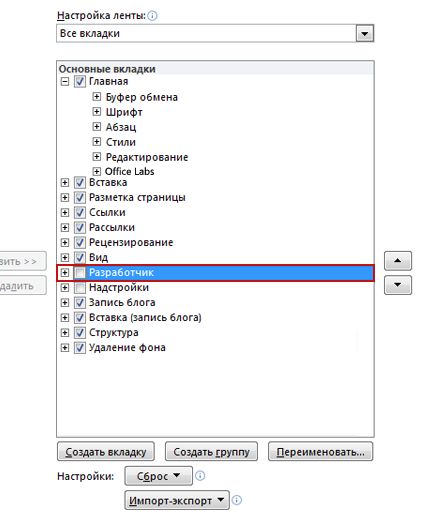 Настройка ленты:
Все вкладки
Основные вкладки
Главная
Буфер обмена
Шрифт
Абзац
Стили
Редактирование
Office Labs
Вставка
Разметка страницы
Ссылки
Рассылки
Рецензирование
Вид
вить >>
Разработчик
далить
Надстройки
Запись блога
Вставка (запись блога)
Структура
Удаление фона
Создать вкладку Создать группу Переименовать...
Настройки: Сброс
Импорт-экспорт